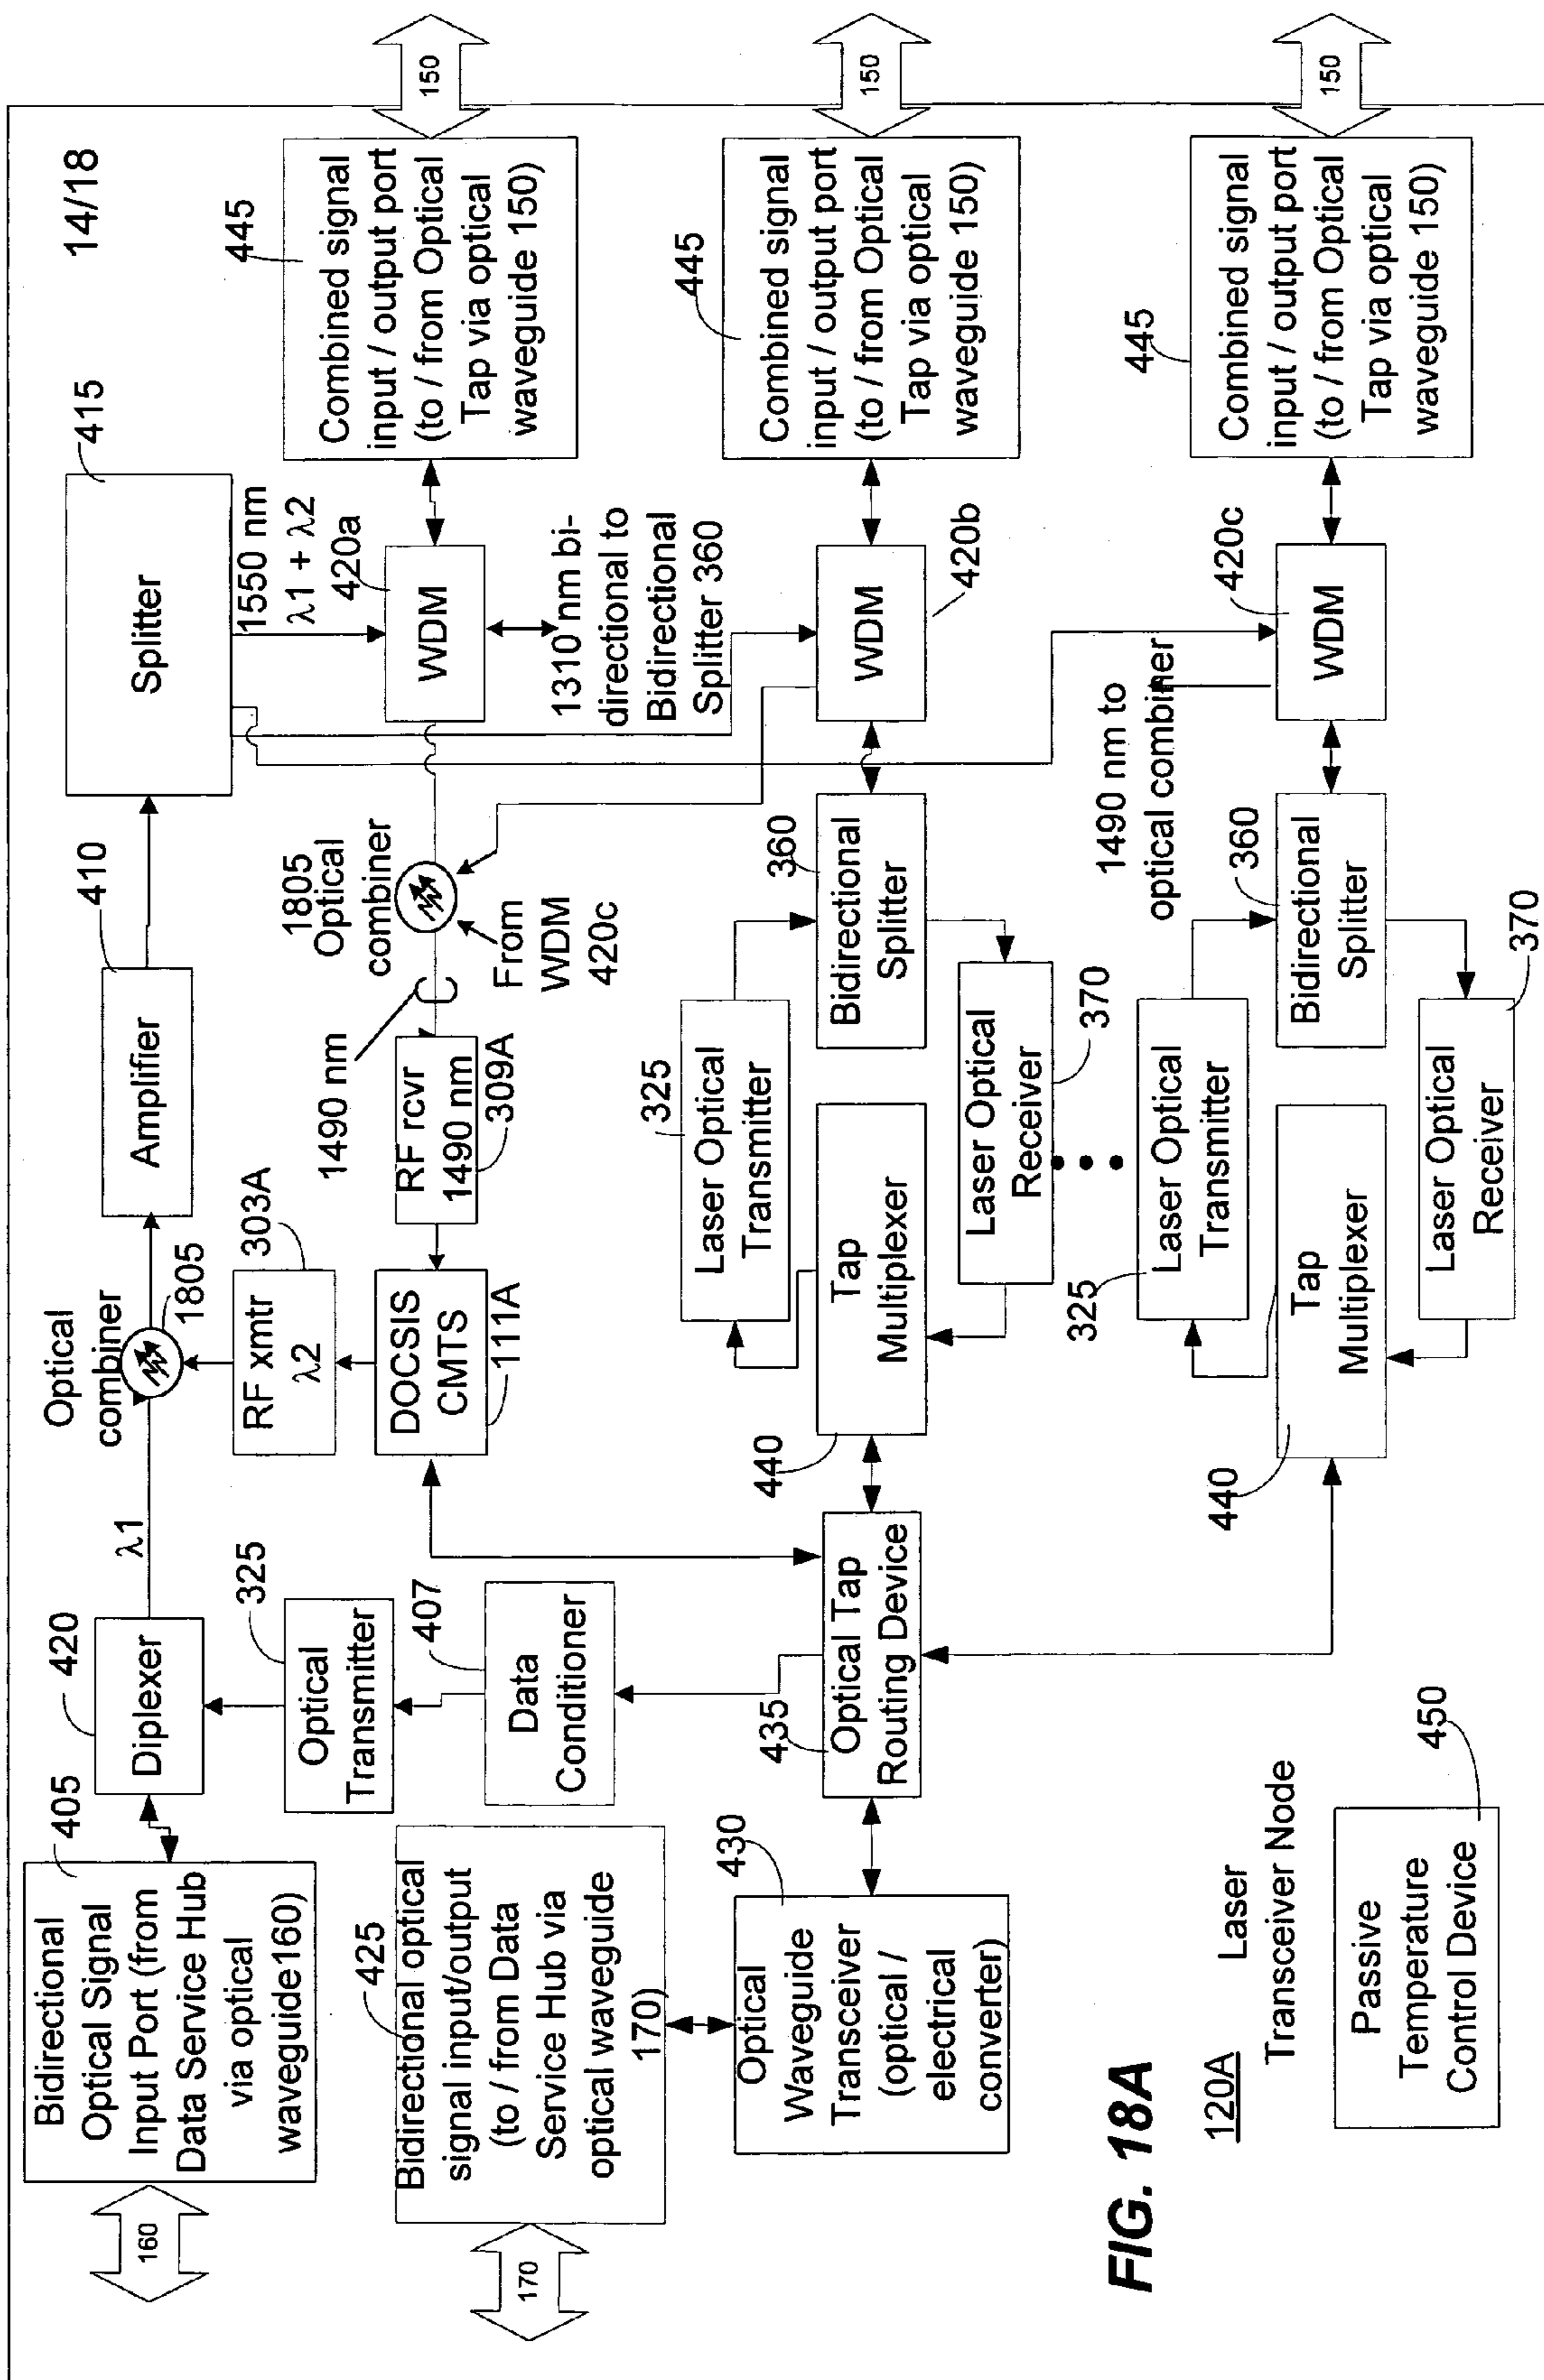 14/18
160
Bidirectional
Optical Signal
Input Port (from
Data Service Hub
via optical
waveguide160)
405
420
Diplexer
λ1
Optical
combiner
1805
410
Amplifier
415
Splitter
1550 nm
λ1 + λ2
420a
WDM
445
Combined signal
input / output port
(to / from Optical
Tap via optical
waveguide 150)
150
325
Optical
Transmitter
303A
RF xmtr
λ2
1490 nm
1805
Optical
combiner
From
WDM
420c
1310 nm bi-
directional to
Bidirectional
Splitter 360
170
Bidirectional optical
signal input/output
(to / from Data
Service Hub via
optical waveguide
170)
425
407
Data
Conditioner
DOCSIS
CMTS
111A
RF rcvr
1490 nm
309A
325
Laser Optical
Transmitter
360
Bidirectional
Splitter
WDM
420b
445
Combined signal
input / output port
(to / from Optical
Tap via optical
waveguide 150)
150
430
Optical
Waveguide
Transceiver
(optical /
electrical
converter)
435
Optical Tap
Routing Device
440
Tap
Multiplexer
Laser Optical
Receiver
370
1490 nm to
optical combiner
325
Laser Optical
Transmitter
360
Bidirectional
Splitter
420c
WDM
445
Combined signal
input / output port
(to / from Optical
Tap via optical
waveguide 150)
150
440
Tap
Multiplexer
370
Laser Optical
Receiver
FIG. 18A
120A Laser
Transceiver Node
450
Passive
Temperature
Control Device